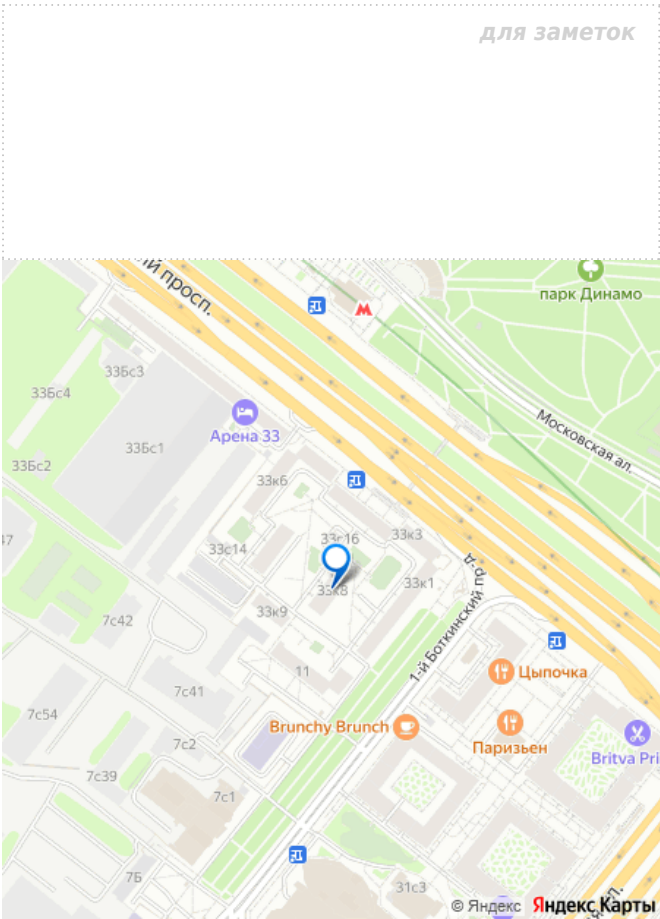 для заметок
ий просп.
парк Динамо
33Бс3
33Бс4
Арена 33
Московская ал.
33Бс1
33Бс2
33к6
47
33с16
33к3
33с14
33к8
33к1
1-й Боткинский пр-д
33к9
7с42
11
Цыпочка
7с41
7с54
Brunchy Brunch
Паризьен
7с2
Britva Pri
7с39
7с1
7Б
31с3
© Яндекс Яндекс Карты